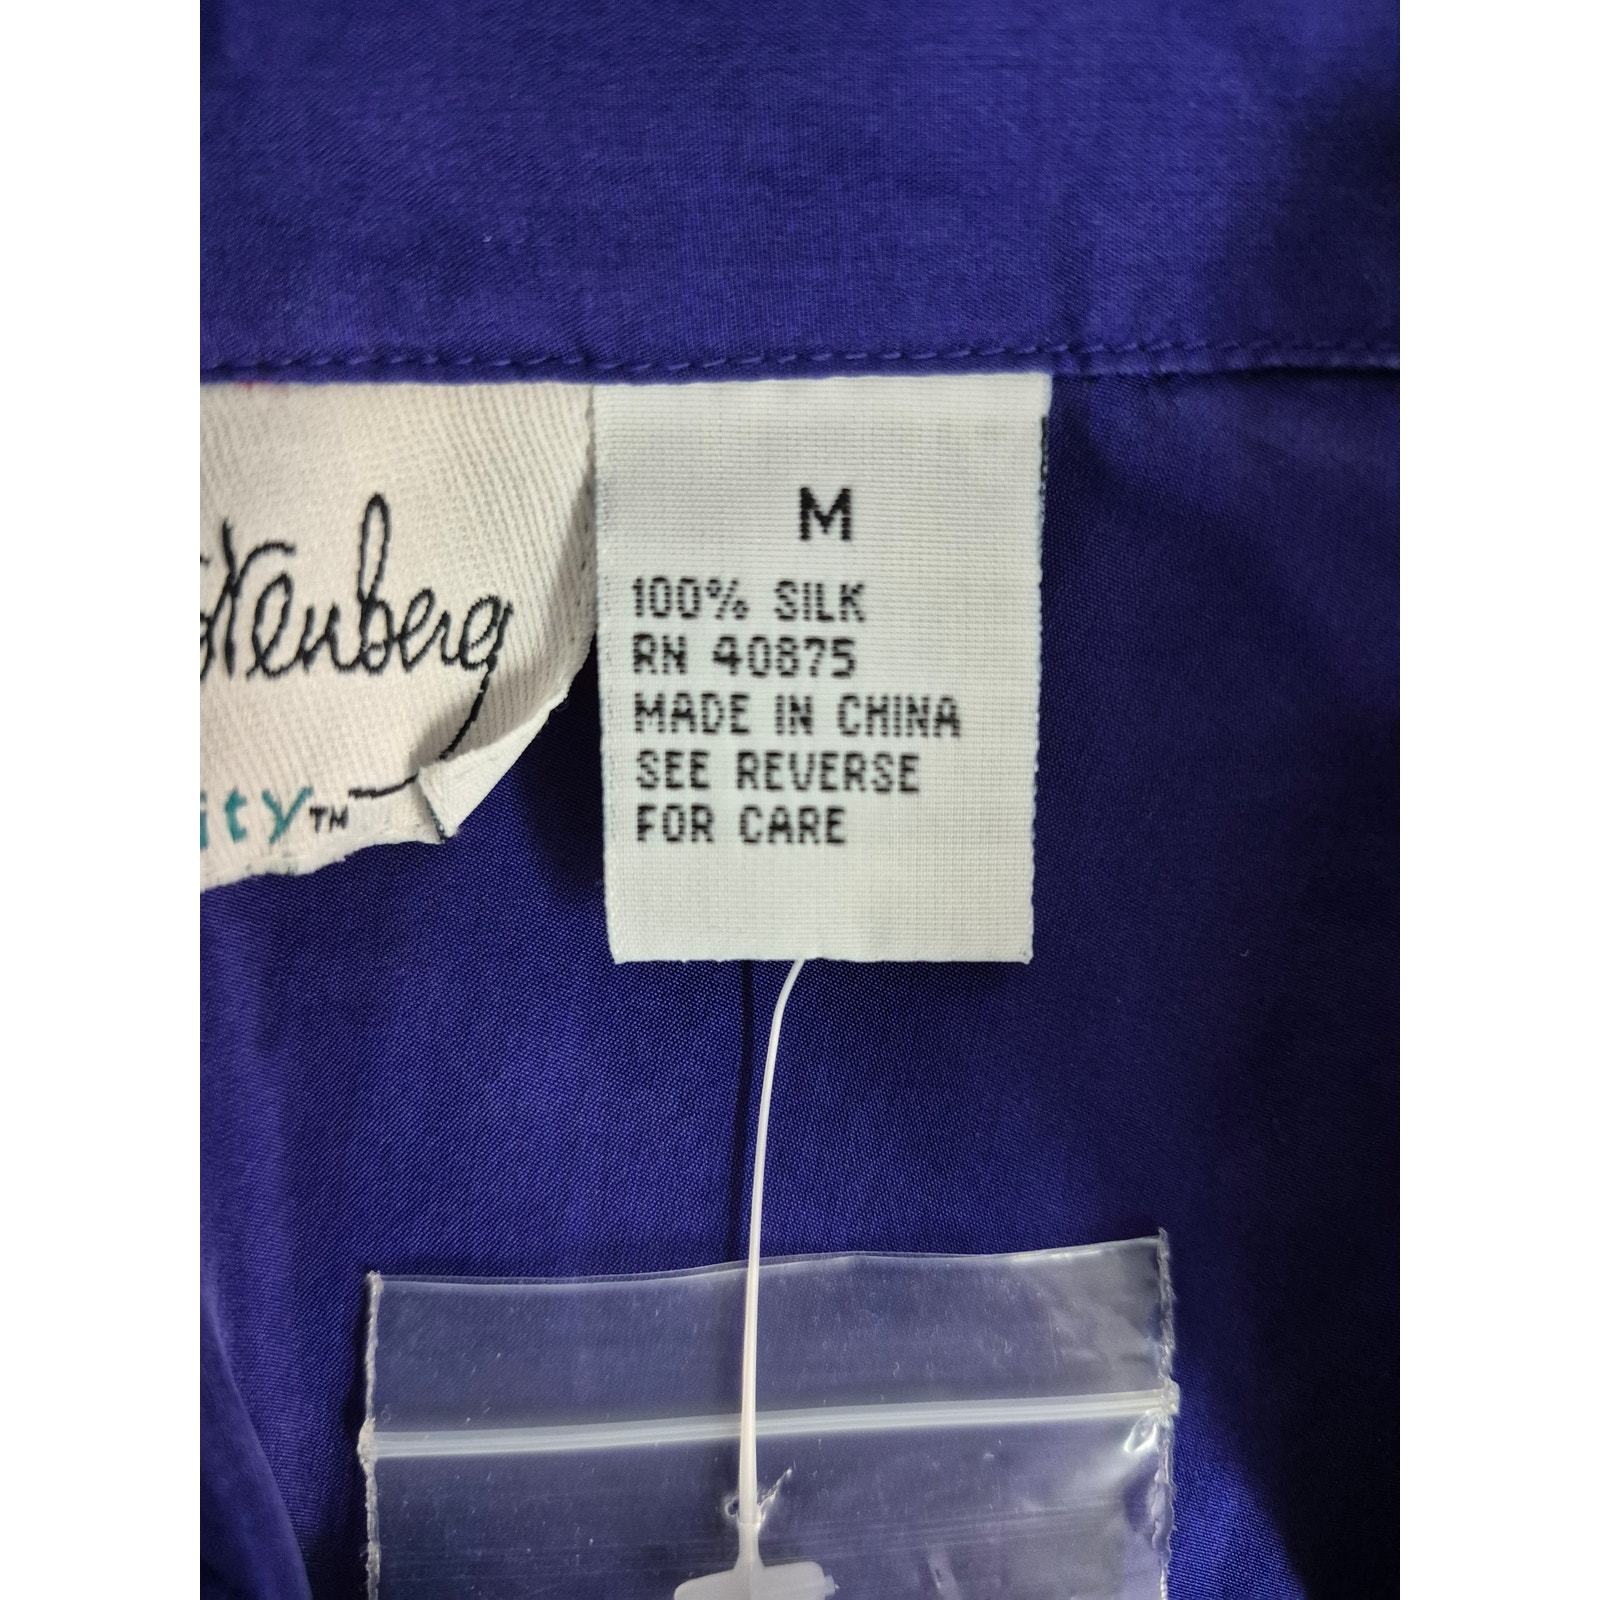 M
100% SILK
RN 40875
MADE IN CHINA
SEE REVERSE
FOR CARE